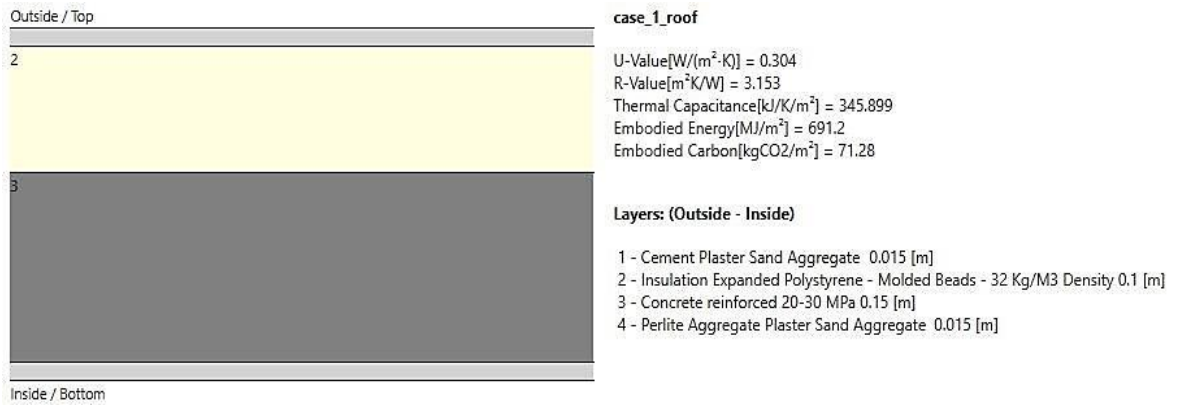 Outside / Top
2
3
Inside / Bottom
case_1_roof
U-Value[W/(m²·K)] = 0.304
R-Value[m²K/W] = 3.153
Thermal Capacitance[kJ/K/m²] = 345.899
Embodied Energy[MJ/m²] = 691.2
Embodied Carbon[kgCO2/m²] = 71.28
Layers: (Outside - Inside)
1 - Cement Plaster Sand Aggregate 0.015 [m]
2 - Insulation Expanded Polystyrene - Molded Beads - 32 Kg/M3 Density 0.1 [m]
3 - Concrete reinforced 20-30 MPa 0.15 [m]
4 - Perlite Aggregate Plaster Sand Aggregate 0.015 [m]